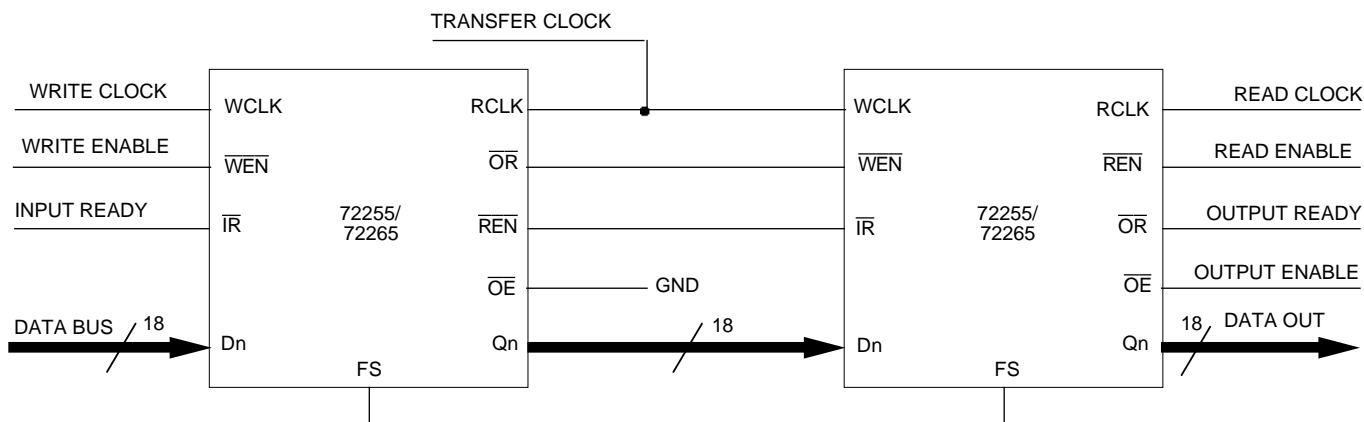 TRANSFER CLOCK
WRITE CLOCK
WCLK
RCLK
WCLK
RCLK
READ CLOCK
WRITE ENABLE
WEN
OR
WEN
REN
READ ENABLE
INPUT READY
IR
72255/
72265
REN
IR
72255/
72265
OR
OUTPUT READY
OE
GND
OE
OUTPUT ENABLE
DATA BUS
18
Dn
Qn
18
Dn
Qn
18
DATA OUT
FS
FS